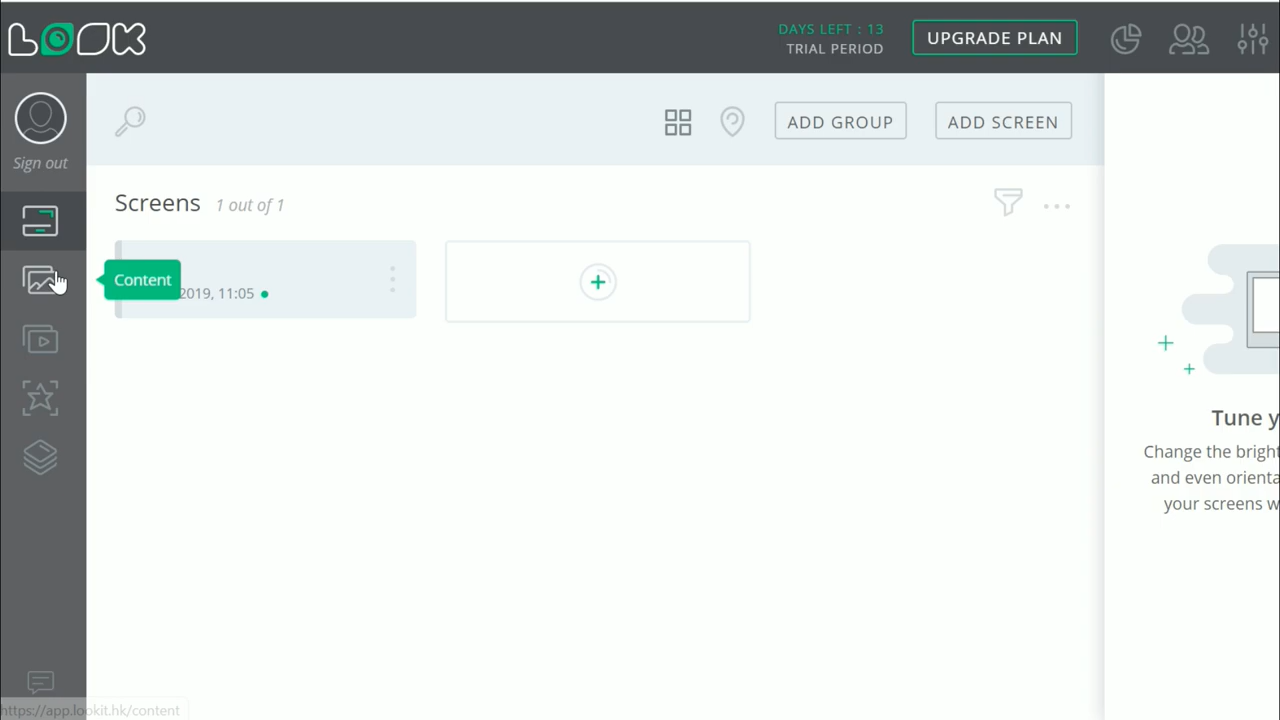 LOOK
DAYS LEFT : 13
TRIAL PERIOD
UPGRADE PLAN
Sign out
ADD GROUP
ADD SCREEN
Screens 1 out of 1
Content
2019, 11:05
Tune y
Change the bright
and even orienta
your screens w
https://app.lookit.hk/content